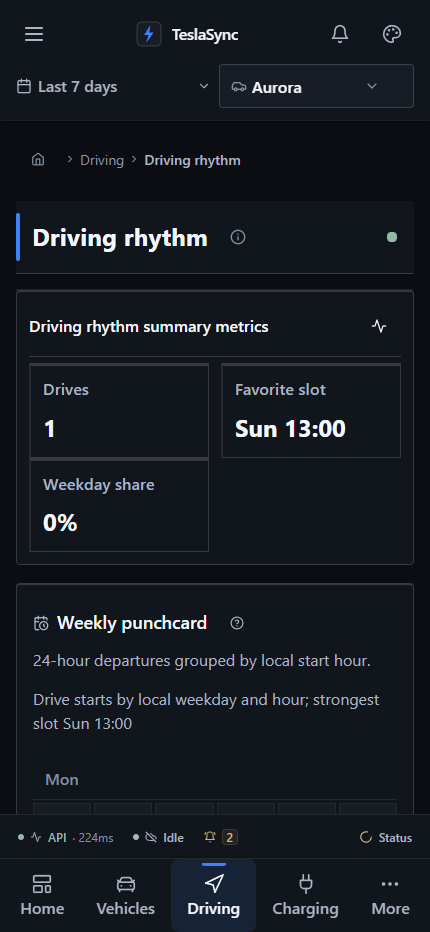 TeslaSync
Last 7 days
Aurora
Driving
Driving rhythm
Driving rhythm
Driving rhythm summary metrics
Drives
1
Favorite slot
Sun 13:00
Weekday share
0%
Weekly punchcard
24-hour departures grouped by local start hour.
Drive starts by local weekday and hour; strongest
slot Sun 13:00
Mon
API · 224ms
Idle
2
Status
Home
Vehicles
Driving
Charging
More